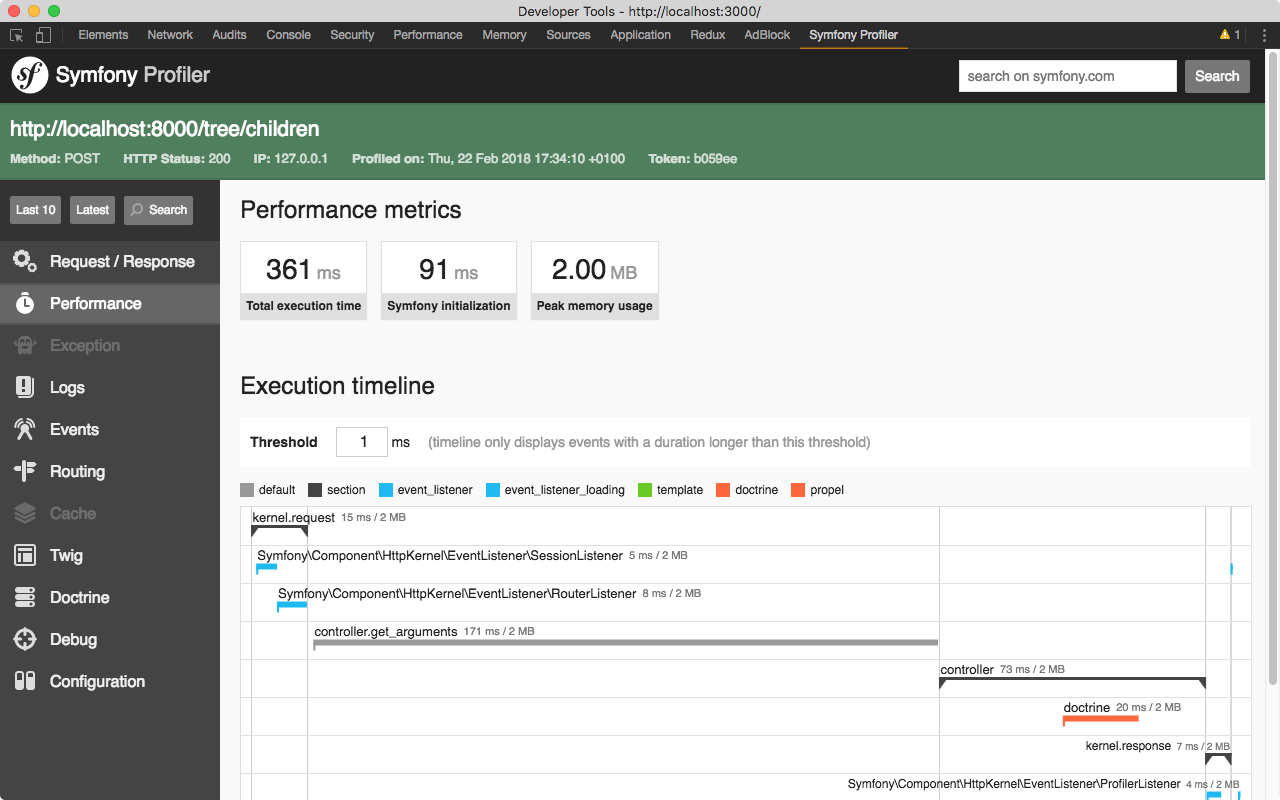 Developer Tools - http://localhost:3000/
Elements Network Audits Console Security Performance Memory Sources Application Redux AdBlock Symfony Profiler 1
sf Symfony Profiler search on symfony.com Search
http://localhost:8000/tree/children
Method: POST HTTP Status: 200 IP: 127.0.0.1 Profiled on: Thu, 22 Feb 2018 17:34:10 +0100 Token: b059ee
Last 10 Latest Search
Request / Response
Performance
Exception
Logs
Events
Routing
Cache
Twig
Doctrine
Debug
Configuration
Performance metrics
361 ms 91 ms 2.00 MB
Total execution time Symfony initialization Peak memory usage
Execution timeline
Threshold 1 ms (timeline only displays events with a duration longer than this threshold)
default section event_listener event_listener_loading template doctrine propel
kernel.request 15 ms / 2 MB
Symfony\Component\HttpKernel\EventListener\SessionListener 5 ms / 2 MB
Symfony\Component\HttpKernel\EventListener\RouterListener 8 ms / 2 MB
controller.get_arguments 171 ms / 2 MB
controller 73 ms / 2 MB
doctrine 20 ms / 2 MB
kernel.response 7 ms / 2 MB
Symfony\Component\HttpKernel\EventListener\ProfilerListener 4 ms / 2 MB